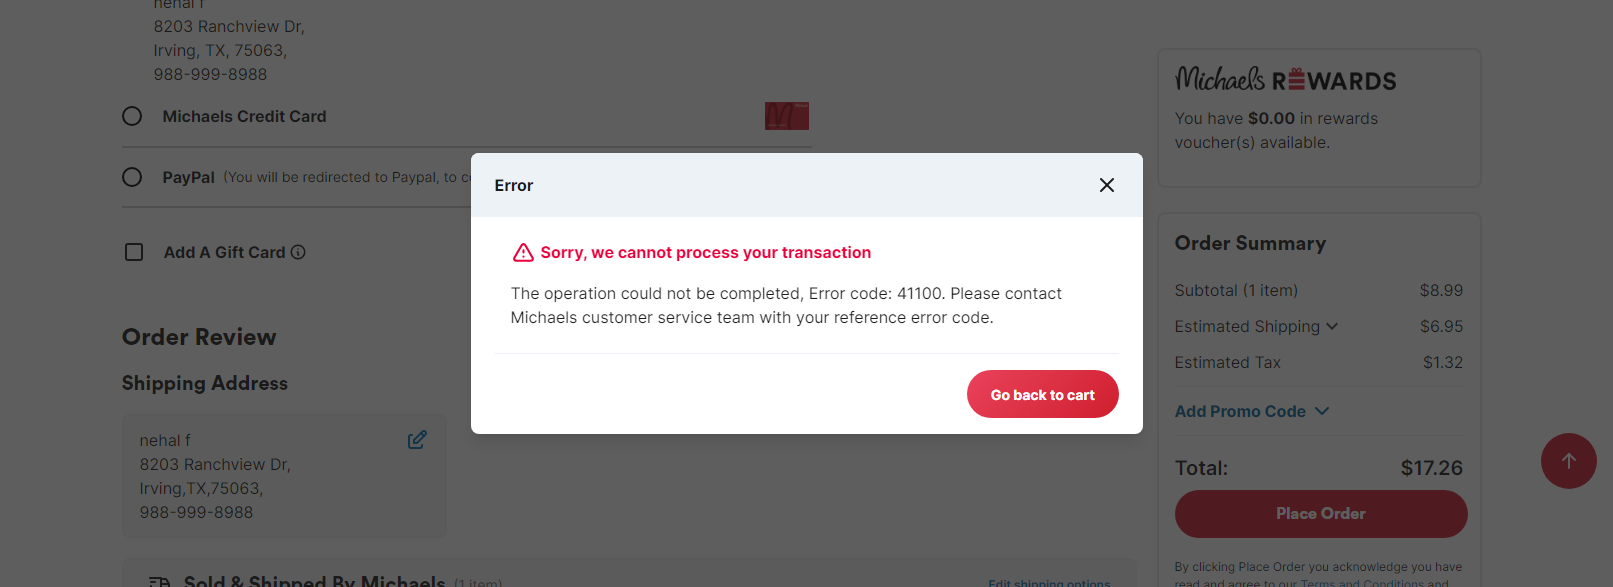 nehal f
8203 Ranchview Dr,
Irving, TX, 75063,
988-999-8988
Michaels Credit Card
PayPal (You will be redirected to Paypal, to
Add A Gift Card
Order Review
Shipping Address
nehal f
8203 Ranchview Dr,
Irving,TX,75063,
988-999-8988
Sold & Shipped By Michaels (1 item)
Edit shipping options
Error
Sorry, we cannot process your transaction
The operation could not be completed, Error code: 41100. Please contact
Michaels customer service team with your reference error code.
Go back to cart
Michaels REWARDS
You have $0.00 in rewards
voucher(s) available.
Order Summary
Subtotal (1 item) $8.99
Estimated Shipping $6.95
Estimated Tax $1.32
Add Promo Code
Total: $17.26
Place Order
By clicking Place Order you acknowledge you have
read and agree to our Terms and Conditions and